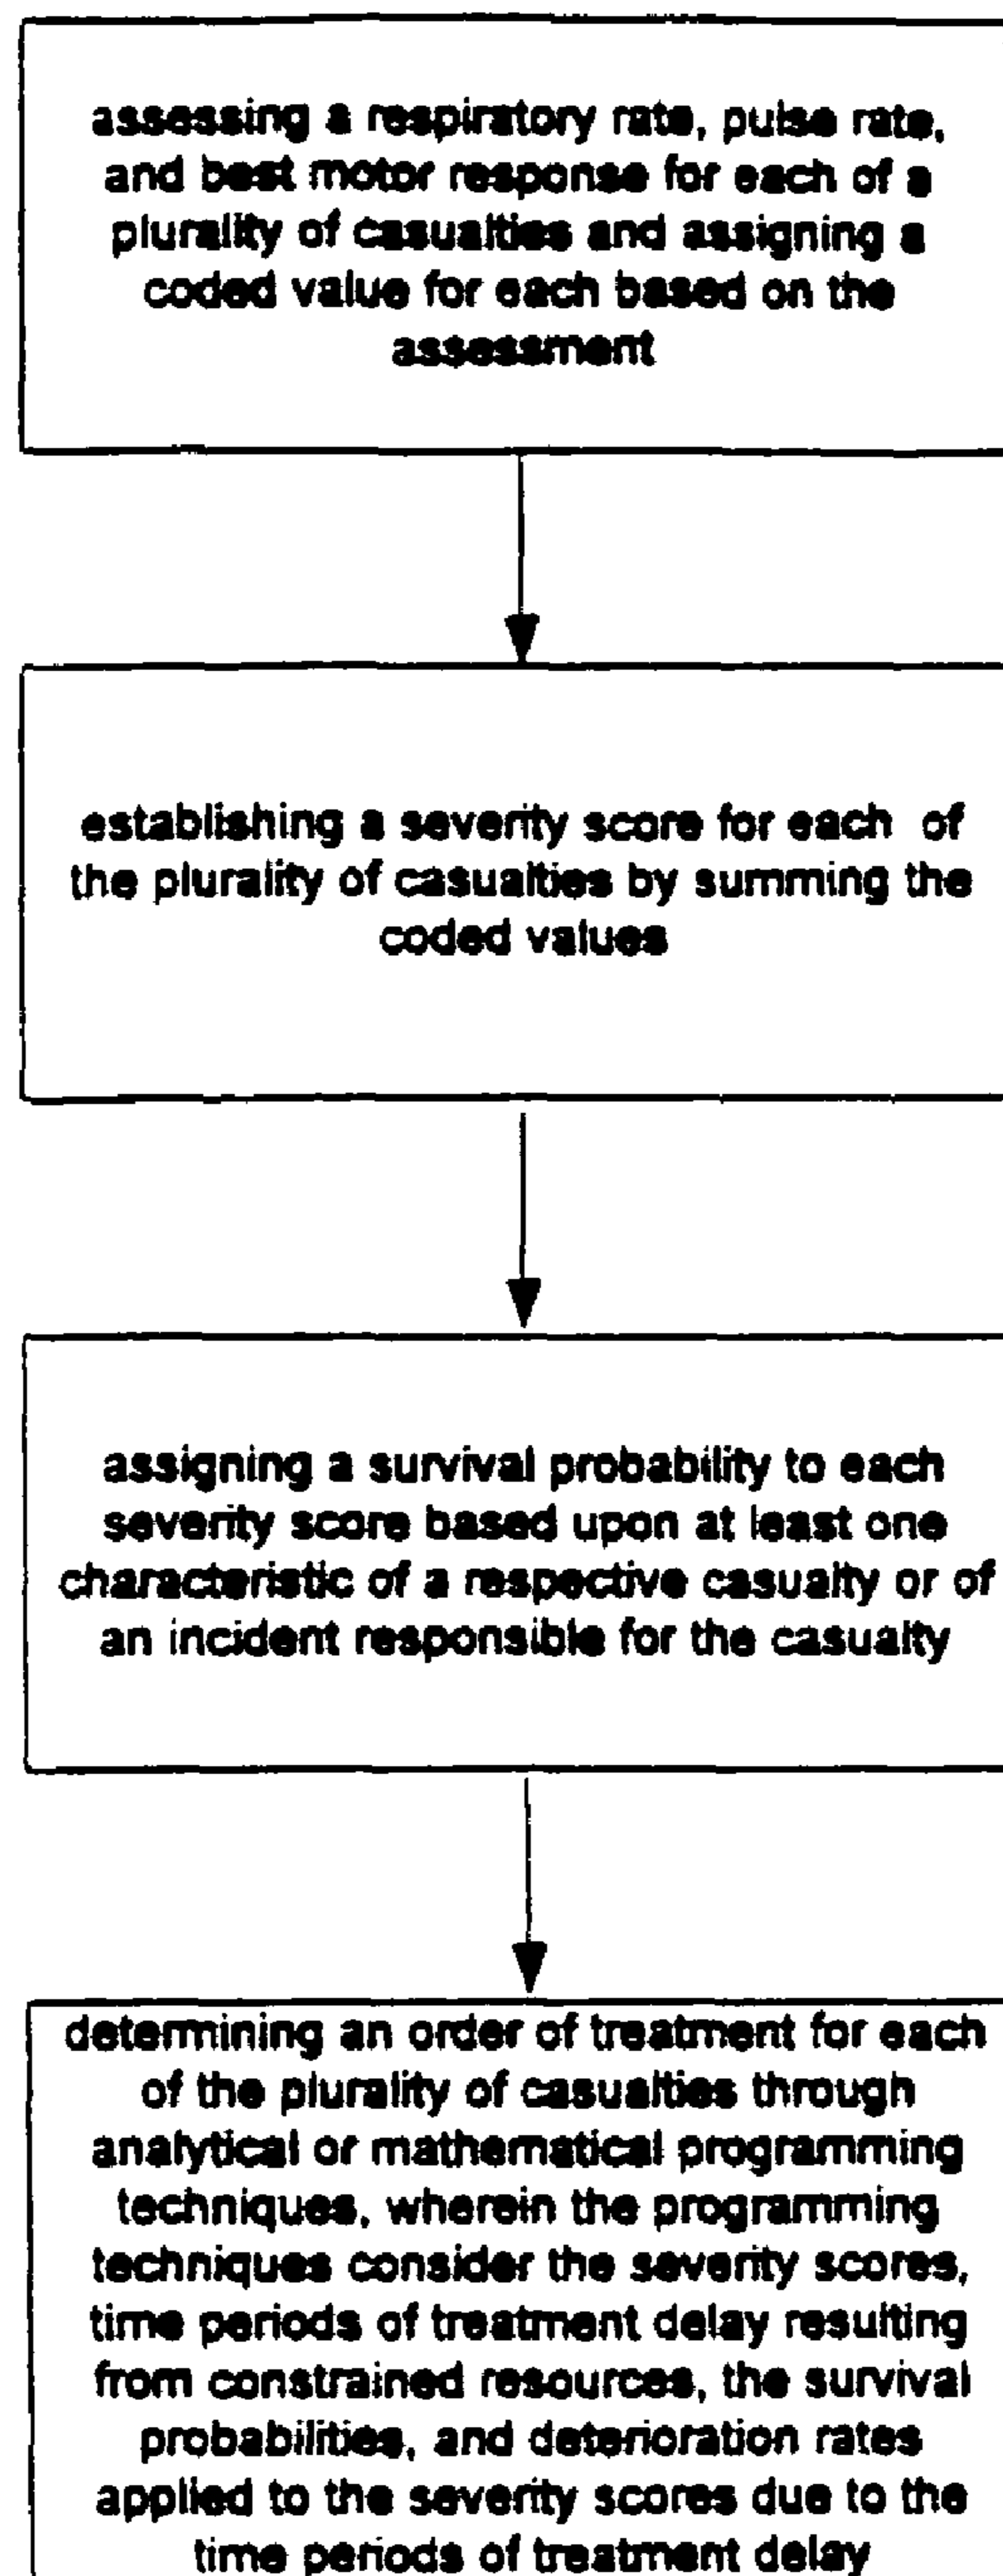 assessing a respiratory rate, pulse rate,
and best motor response for each of a
plurality of casualties and assigning a
coded value for each based on the
assessment
establishing a severity score for each of
the plurality of casualties by summing the
coded values
assigning a survival probability to each
severity score based upon at least one
characteristic of a respective casualty or of
an incident responsible for the casualty
determining an order of treatment for each
of the plurality of casualties through
analytical or mathematical programming
techniques, wherein the programming
techniques consider the severity scores,
time periods of treatment delay resulting
from constrained resources, the survival
probabilities, and deterioration rates
applied to the severity scores due to the
time periods of treatment delay